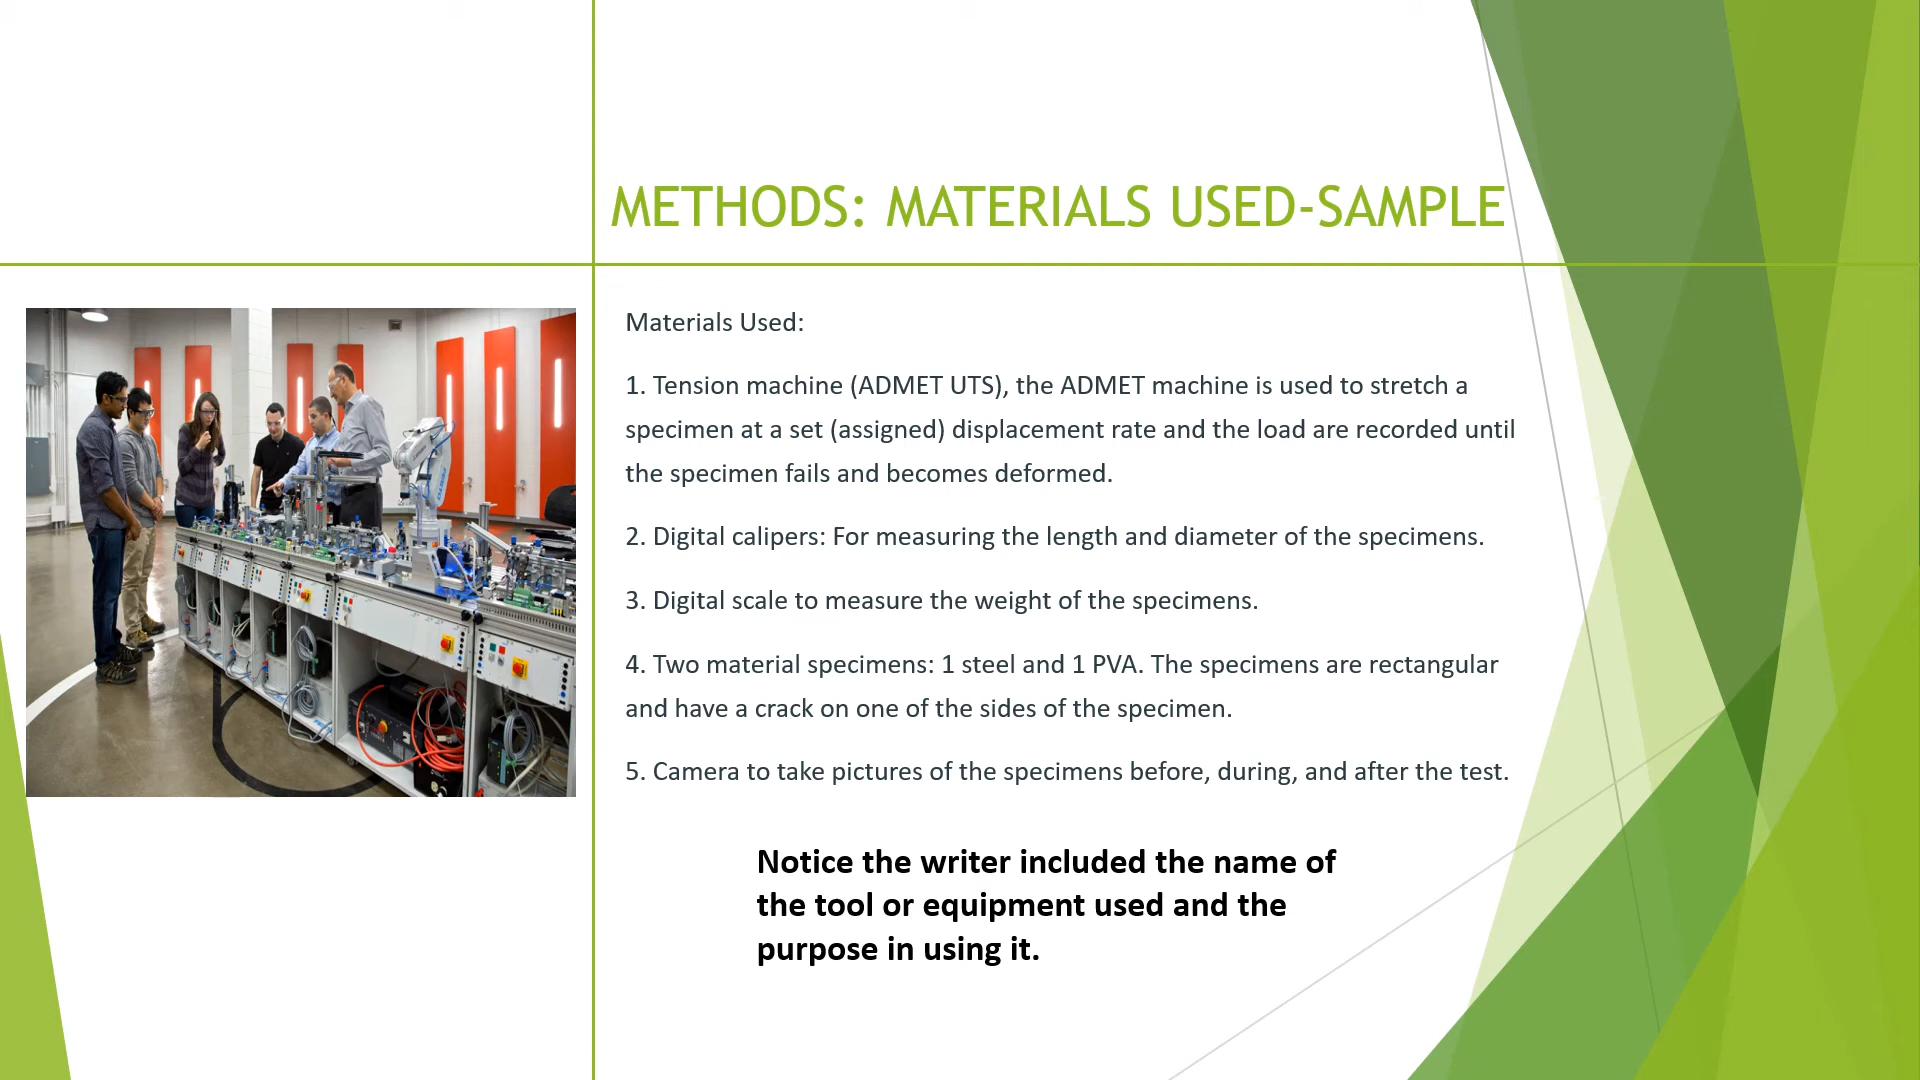 METHODS: MATERIALS USED-SAMPLE
Materials Used:
1. Tension machine (ADMET UTS), the ADMET machine is used to stretch a
specimen at a set (assigned) displacement rate and the load are recorded until
the specimen fails and becomes deformed.
2. Digital calipers: For measuring the length and diameter of the specimens.
3. Digital scale to measure the weight of the specimens.
4. Two material specimens: 1 steel and 1 PVA. The specimens are rectangular
and have a crack on one of the sides of the specimen.
5. Camera to take pictures of the specimens before, during, and after the test.
Notice the writer included the name of
the tool or equipment used and the
purpose in using it.